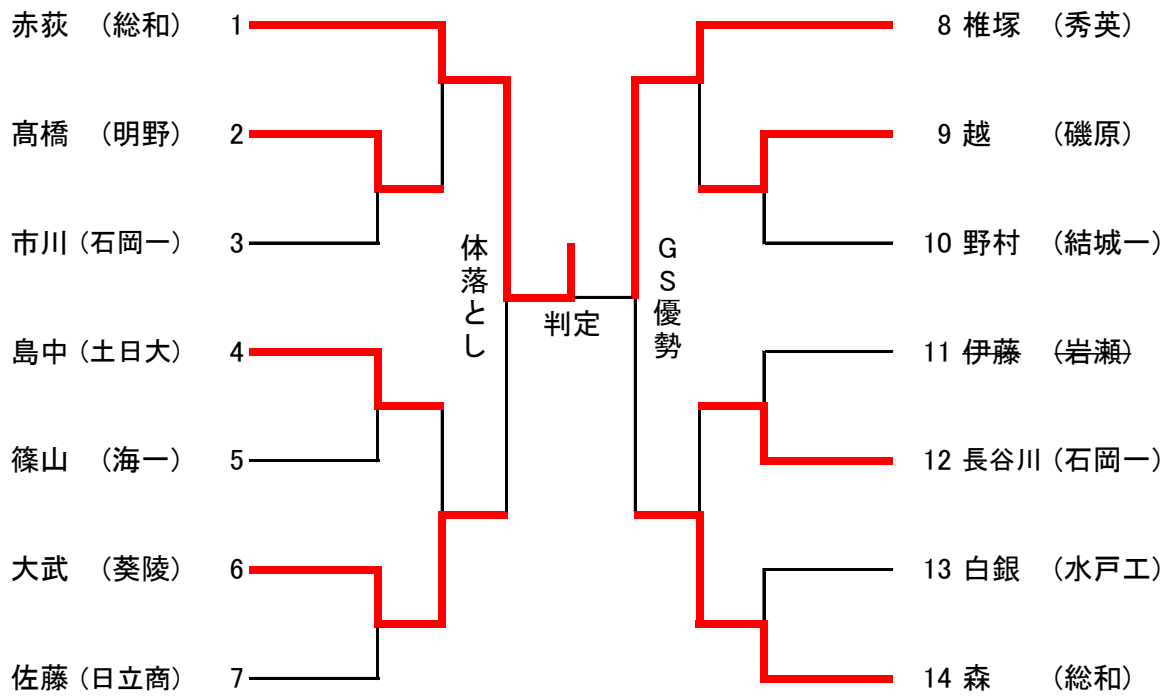 赤荻 (総和) 1
髙橋 (明野) 2
市川 (石岡一) 3
島中 (土日大) 4
篠山 (海一) 5
大武 (葵陵) 6
佐藤 (日立商) 7
体落とし
判定
GS優勢
8 椎塚 (秀英)
9 越 (磯原)
10 野村 (結城一)
11 伊藤 (岩瀬)
12 長谷川 (石岡一)
13 白銀 (水戸工)
14 森 (総和)